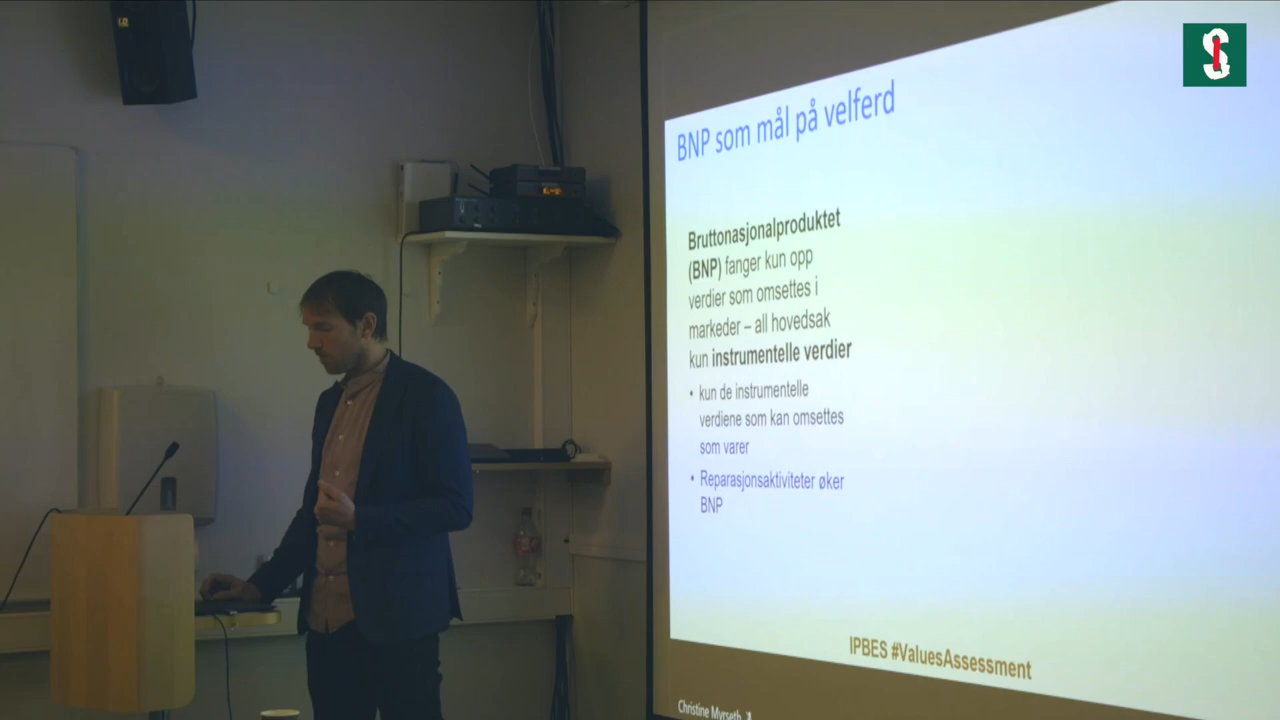 BNP som mål på velferd
Bruttonasjonalproduktet
(BNP) fanger kun opp
verdier som omsettes i
markeder – all hovedsak
kun instrumentelle verdier
• kun de instrumentelle
verdiene som kan omsettes
som varer
• Reparasjonsaktiviteter øker
BNP
IPBES #ValuesAssessment
Christine Myrseth